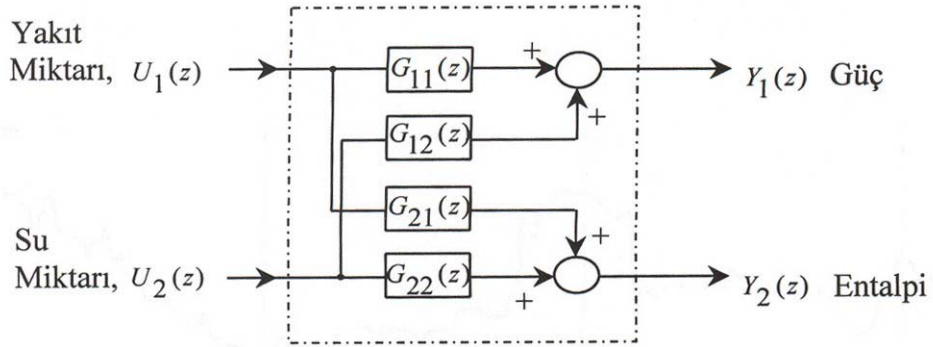 Yakıt
Miktarı, U₁(z)
G₁₁(z)
+
Y₁(z) Güç
G₁₂(z)
+
G₂₁(z)
+
Su
Miktarı, U₂(z)
G₂₂(z)
+
Y₂(z) Entalpi